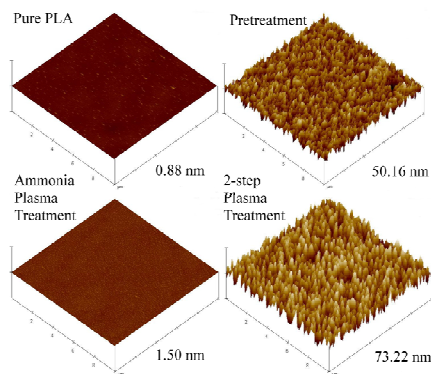 Pure PLA
0.88 nm
Pretreatment
50.16 nm
Ammonia
Plasma
Treatment
1.50 nm
2-step
Plasma
Treatment
73.22 nm